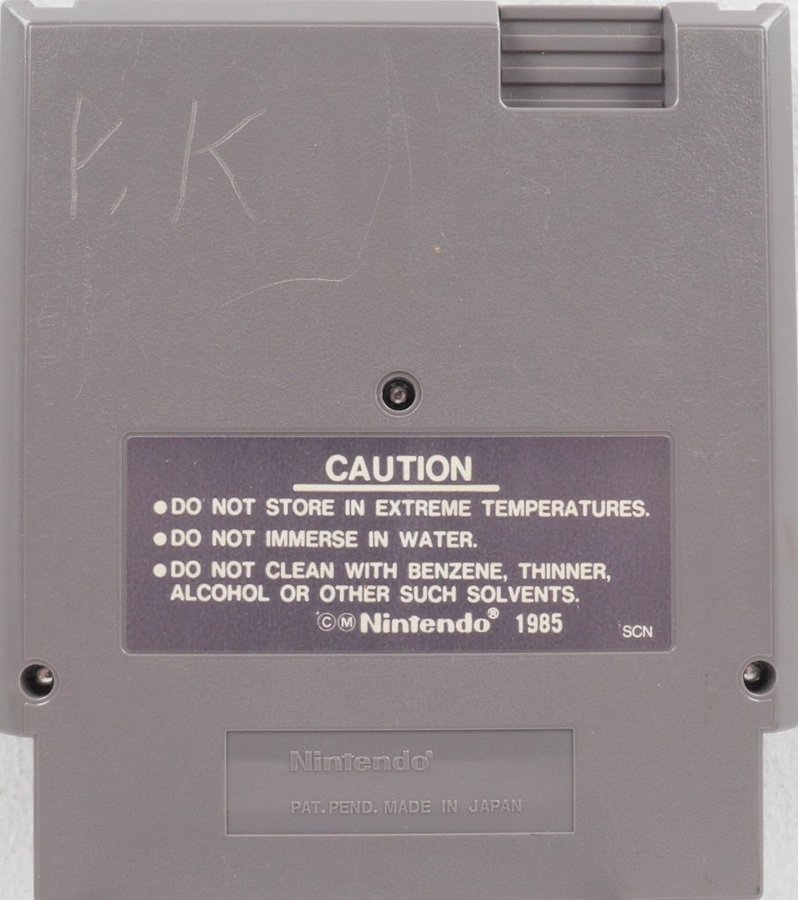 P. K
CAUTION
●DO NOT STORE IN EXTREME TEMPERATURES.
●DO NOT IMMERSE IN WATER.
●DO NOT CLEAN WITH BENZENE, THINNER,
ALCOHOL OR OTHER SUCH SOLVENTS.
©Ⓜ Nintendo® 1985 SCN
Nintendo®
PAT. PEND. MADE IN JAPAN